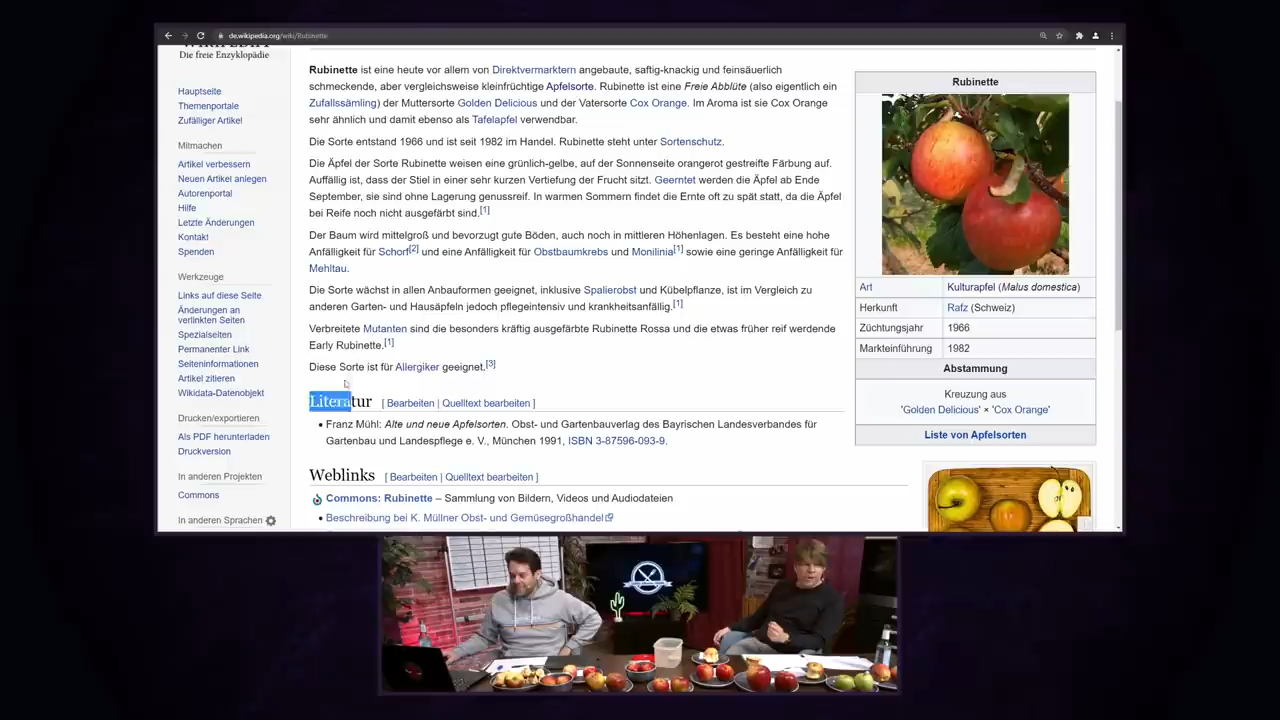 de.wikipedia.org/wiki/Rubinette
WIKIPEDIA
Die freie Enzyklopädie
Hauptseite
Themenportale
Zufälliger Artikel
Mitmachen
Artikel verbessern
Neuen Artikel anlegen
Autorenportal
Hilfe
Letzte Änderungen
Kontakt
Spenden
Werkzeuge
Links auf diese Seite
Änderungen an
verlinkten Seiten
Spezialseiten
Permanenter Link
Seiteninformationen
Artikel zitieren
Wikidata-Datenobjekt
Drucken/exportieren
Als PDF herunterladen
Druckversion
In anderen Projekten
Commons
In anderen Sprachen
Rubinette ist eine heute vor allem von Direktvermarktern angebaute, saftig-knackig und feinsäuerlich
schmeckende, aber vergleichsweise kleinfrüchtige Apfelsorte. Rubinette ist eine Freie Abblüte (also eigentlich ein
Zufallssämling) der Muttersorte Golden Delicious und der Vatersorte Cox Orange. Im Aroma ist sie Cox Orange
sehr ähnlich und damit ebenso als Tafelapfel verwendbar.
Die Sorte entstand 1966 und ist seit 1982 im Handel. Rubinette steht unter Sortenschutz.
Die Äpfel der Sorte Rubinette weisen eine grünlich-gelbe, auf der Sonnenseite orangerot gestreifte Färbung auf.
Auffällig ist, dass der Stiel in einer sehr kurzen Vertiefung der Frucht sitzt. Geerntet werden die Äpfel ab Ende
September, sie sind ohne Lagerung genussreif. In warmen Sommern findet die Ernte oft zu spät statt, da die Äpfel
bei Reife noch nicht ausgefärbt sind.[1]
Der Baum wird mittelgroß und bevorzugt gute Böden, auch noch in mittleren Höhenlagen. Es besteht eine hohe
Anfälligkeit für Schorf[2] und eine Anfälligkeit für Obstbaumkrebs und Monilinia[1] sowie eine geringe Anfälligkeit für
Mehltau.
Die Sorte wächst in allen Anbauformen geeignet, inklusive Spalierobst und Kübelpflanze, ist im Vergleich zu
anderen Garten- und Hausäpfeln jedoch pflegeintensiv und krankheitsanfällig.[1]
Verbreitete Mutanten sind die besonders kräftig ausgefärbte Rubinette Rossa und die etwas früher reif werdende
Early Rubinette.[1]
Diese Sorte ist für Allergiker geeignet.[3]
Literatur [ Bearbeiten | Quelltext bearbeiten ]
• Franz Mühl: Alte und neue Apfelsorten. Obst- und Gartenbauverlag des Bayrischen Landesverbandes für
Gartenbau und Landespflege e. V., München 1991, ISBN 3-87596-093-9.
Weblinks [ Bearbeiten | Quelltext bearbeiten ]
Commons: Rubinette – Sammlung von Bildern, Videos und Audiodateien
• Beschreibung bei K. Müllner Obst- und Gemüsegroßhandel
Rubinette
Art Kulturapfel (Malus domestica)
Herkunft Rafz (Schweiz)
Züchtungsjahr 1966
Markteinführung 1982
Abstammung
Kreuzung aus
'Golden Delicious' × 'Cox Orange'
Liste von Apfelsorten